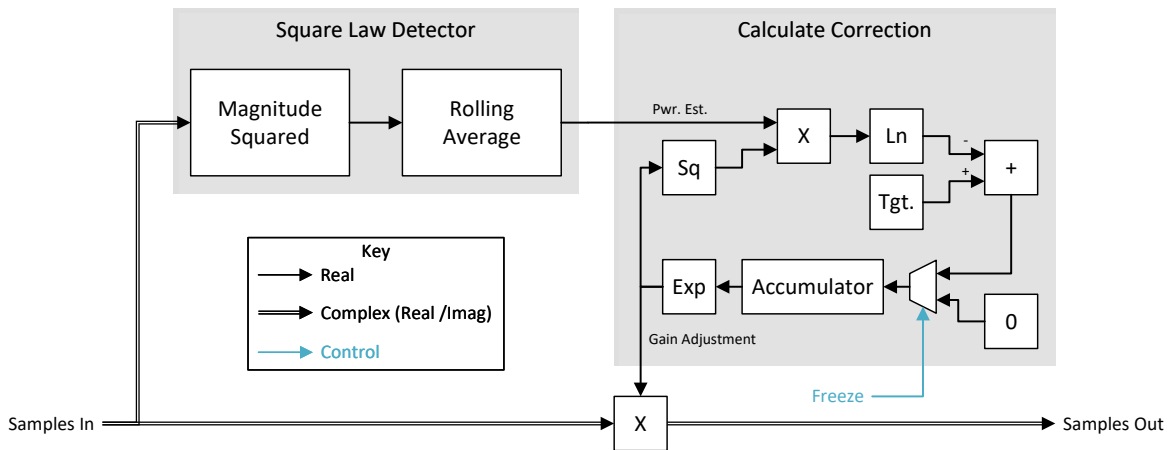 Square Law Detector
Calculate Correction
Magnitude
Squared
Rolling
Average
Pwr. Est.
X
Ln
-
Sq
+
+
Tgt.
Key
Real
Complex (Real /Imag)
Control
Exp
Accumulator
0
Gain Adjustment
Freeze
Samples In
X
Samples Out